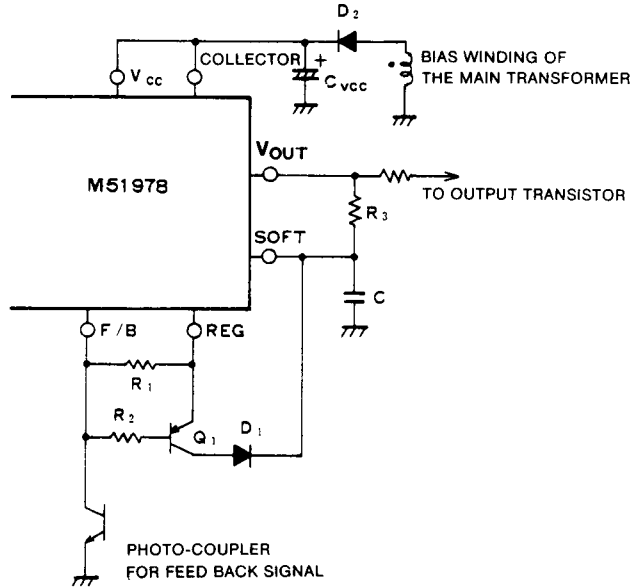 D2
Vcc
COLLECTOR
+
CVCC
BIAS WINDING OF
THE MAIN TRANSFORMER
M51978
VOUT
TO OUTPUT TRANSISTOR
R3
SOFT
C
F/B
REG
R1
R2
Q1
D1
PHOTO-COUPLER
FOR FEED BACK SIGNAL